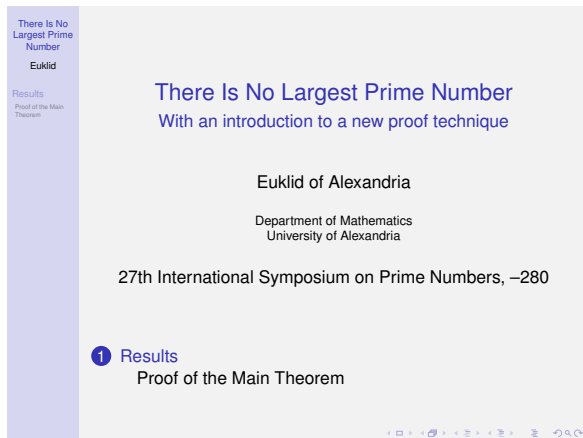 There Is No
Largest Prime
Number
Euklid
Results
Proof of the Main
Theorem
There Is No Largest Prime Number
With an introduction to a new proof technique
Euklid of Alexandria
Department of Mathematics
University of Alexandria
27th International Symposium on Prime Numbers, –280
1 Results
Proof of the Main Theorem